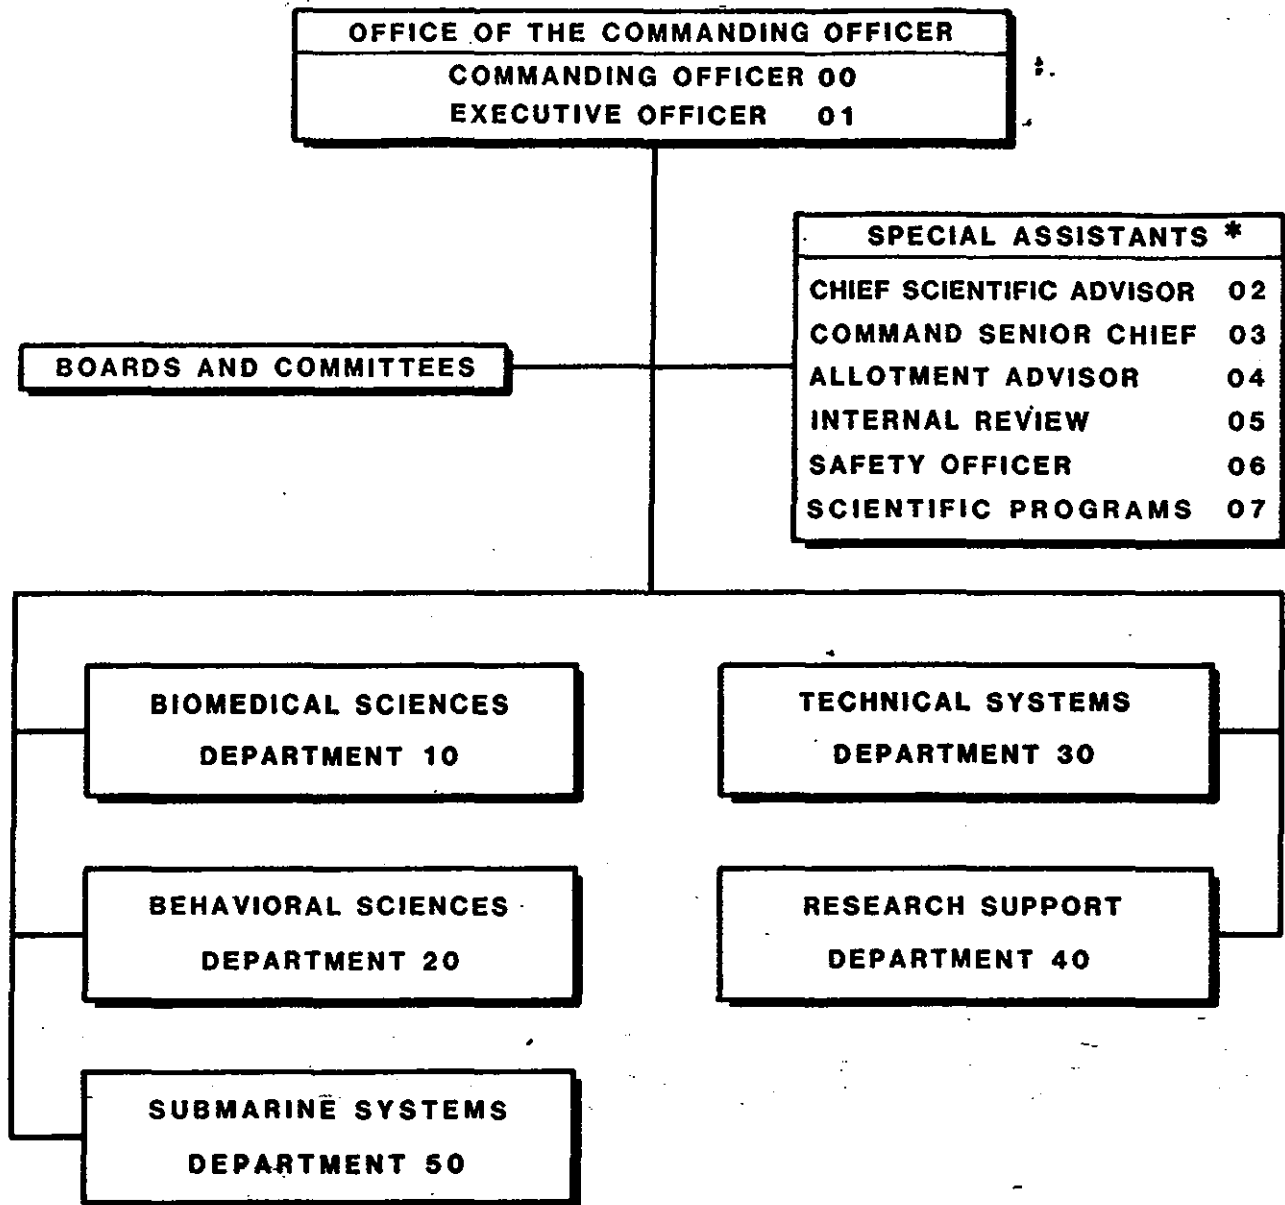 OFFICE OF THE COMMANDING OFFICER
COMMANDING OFFICER 00
EXECUTIVE OFFICER 01
SPECIAL ASSISTANTS *
CHIEF SCIENTIFIC ADVISOR 02
COMMAND SENIOR CHIEF 03
ALLOTMENT ADVISOR 04
INTERNAL REVIEW 05
SAFETY OFFICER 06
SCIENTIFIC PROGRAMS 07
BOARDS AND COMMITTEES
BIOMEDICAL SCIENCES
DEPARTMENT 10
TECHNICAL SYSTEMS
DEPARTMENT 30
BEHAVIORAL SCIENCES
DEPARTMENT 20
RESEARCH SUPPORT
DEPARTMENT 40
SUBMARINE SYSTEMS
DEPARTMENT 50